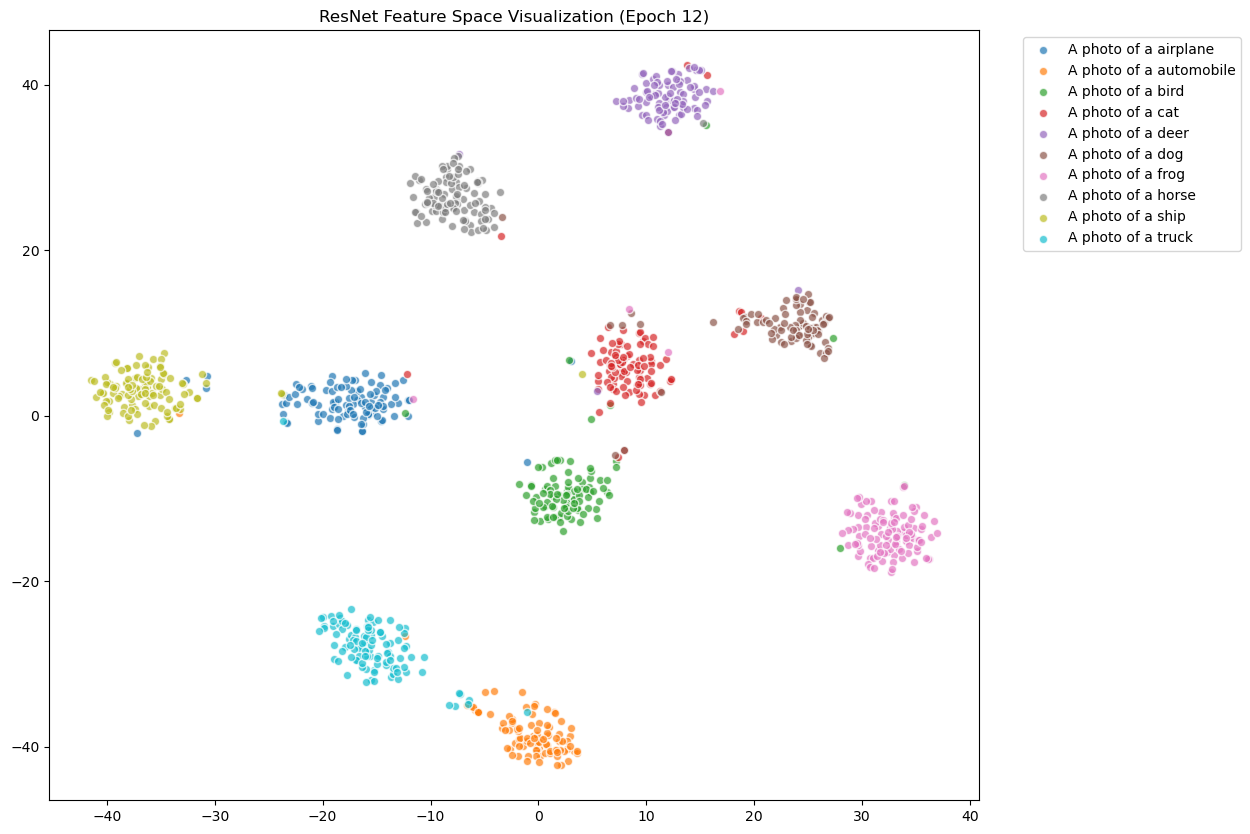 ResNet Feature Space Visualization (Epoch 12)
A photo of a airplane
A photo of a automobile
A photo of a bird
A photo of a cat
A photo of a deer
A photo of a dog
A photo of a frog
A photo of a horse
A photo of a ship
A photo of a truck
40
20
0
−20
−40
−40 −30 −20 −10 0 10 20 30 40